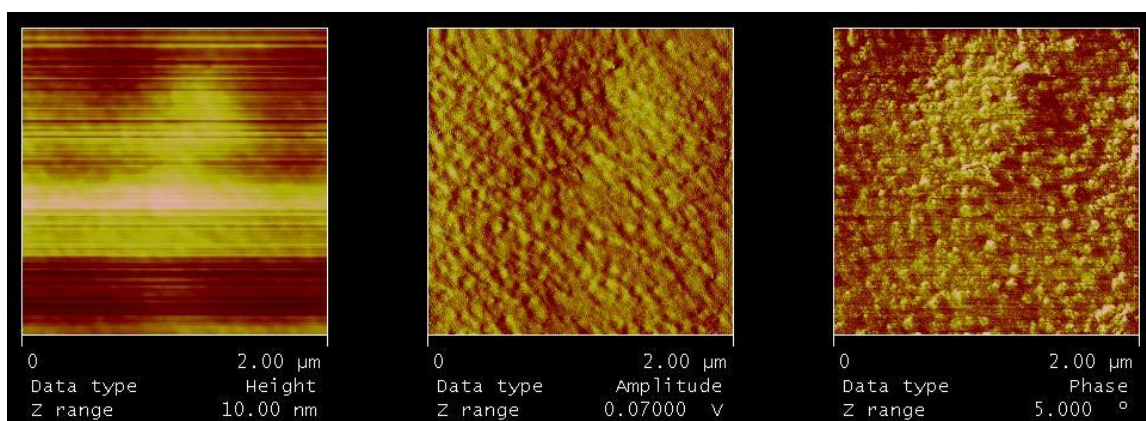 0 2.00 µm
Data type Height
Z range 10.00 nm
0 2.00 µm
Data type Amplitude
Z range 0.07000 V
0 2.00 µm
Data type Phase
Z range 5.000 º